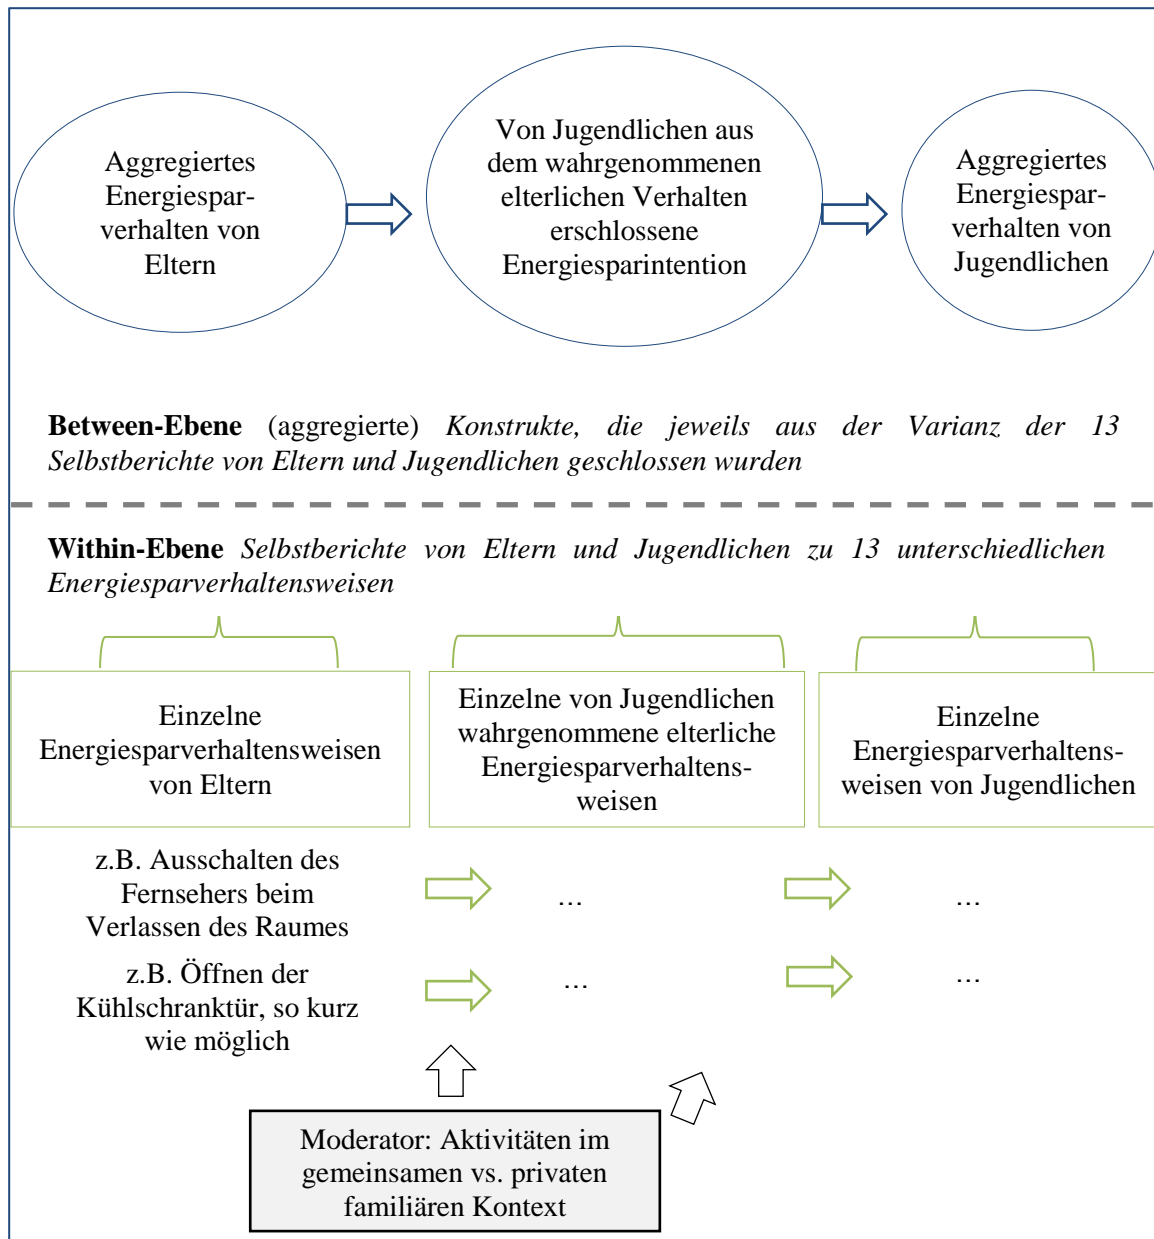 Aggregiertes
Energiespar-
verhalten von
Eltern
Von Jugendlichen aus
dem wahrgenommenen
elterlichen Verhalten
erschlossene
Energiesparintention
Aggregiertes
Energiespar-
verhalten von
Jugendlichen
Between-Ebene (aggregierte) Konstrukte, die jeweils aus der Varianz der 13
Selbstberichte von Eltern und Jugendlichen geschlossen wurden
Within-Ebene Selbstberichte von Eltern und Jugendlichen zu 13 unterschiedlichen
Energiesparverhaltensweisen
Einzelne
Energiesparverhaltensweisen
von Eltern
Einzelne von Jugendlichen
wahrgenommene elterliche
Energiesparverhaltens-
weisen
Einzelne
Energiesparverhaltens-
weisen von Jugendlichen
z.B. Ausschalten des
Fernsehers beim
Verlassen des Raumes
…
…
z.B. Öffnen der
Kühlschranktür, so kurz
wie möglich
…
…
Moderator: Aktivitäten im
gemeinsamen vs. privaten
familiären Kontext